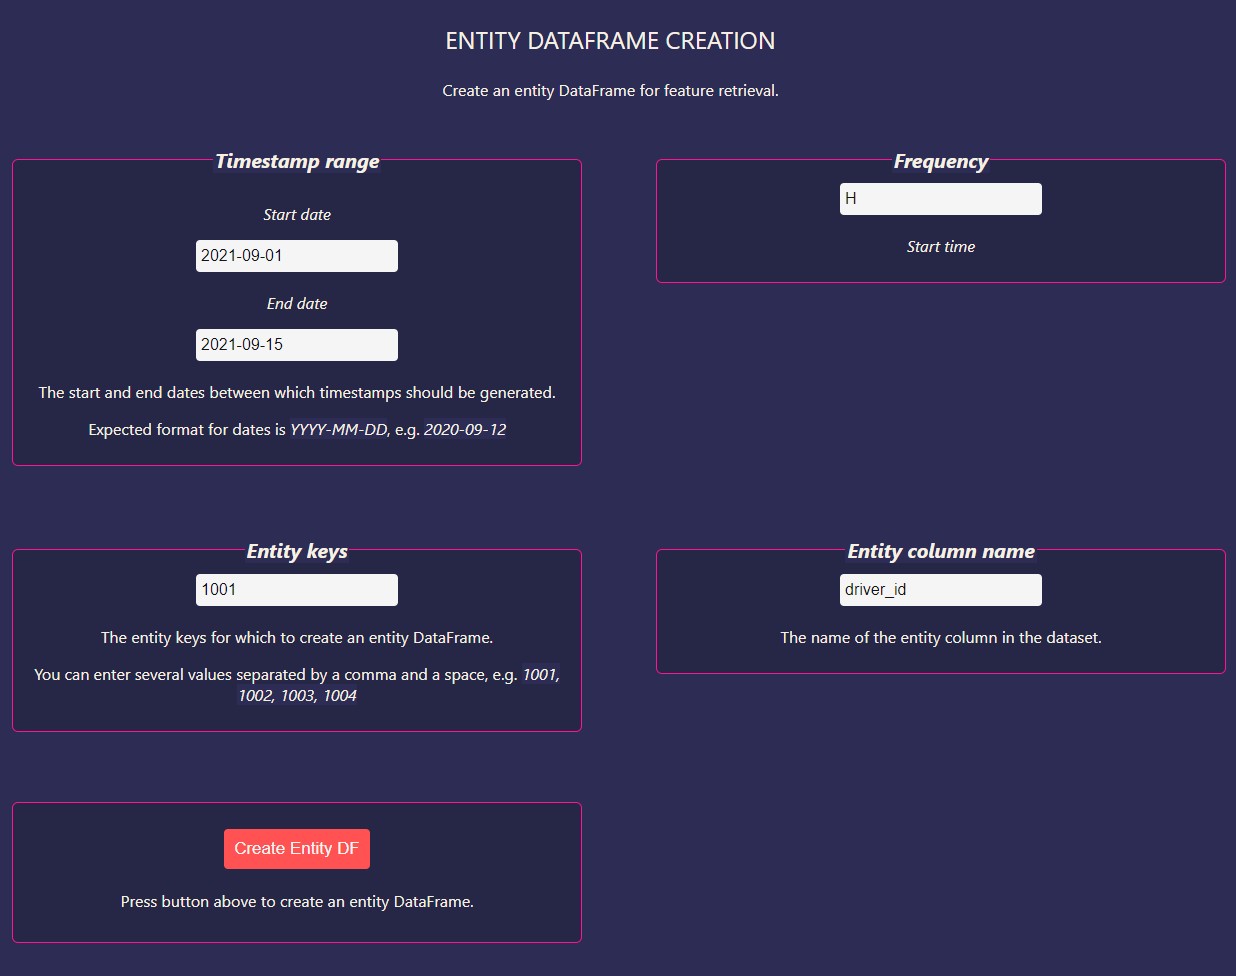 ENTITY DATAFRAME CREATION
Create an entity DataFrame for feature retrieval.
Timestamp range
Start date
2021-09-01
End date
2021-09-15
The start and end dates between which timestamps should be generated.
Expected format for dates is YYYY-MM-DD, e.g. 2020-09-12
Frequency
H
Start time
Entity keys
1001
The entity keys for which to create an entity DataFrame.
You can enter several values separated by a comma and a space, e.g. 1001,
1002, 1003, 1004
Entity column name
driver_id
The name of the entity column in the dataset.
Create Entity DF
Press button above to create an entity DataFrame.